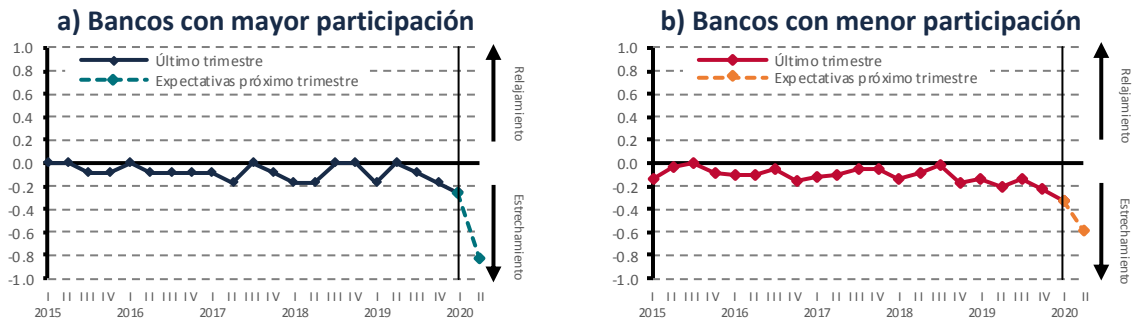 a) Bancos con mayor participación
1.0
0.8
0.6
0.4
0.2
0.0
-0.2
-0.4
-0.6
-0.8
-1.0
Último trimestre
Expectativas próximo trimestre
Relajamiento
Estrechamiento
I II III IV I II III IV I II III IV I II III IV I II III IV I II
2015 2016 2017 2018 2019 2020
b) Bancos con menor participación
1.0
0.8
0.6
0.4
0.2
0.0
-0.2
-0.4
-0.6
-0.8
-1.0
Último trimestre
Expectativas próximo trimestre
Relajamiento
Estrechamiento
I II III IV I II III IV I II III IV I II III IV I II III IV I II
2015 2016 2017 2018 2019 2020